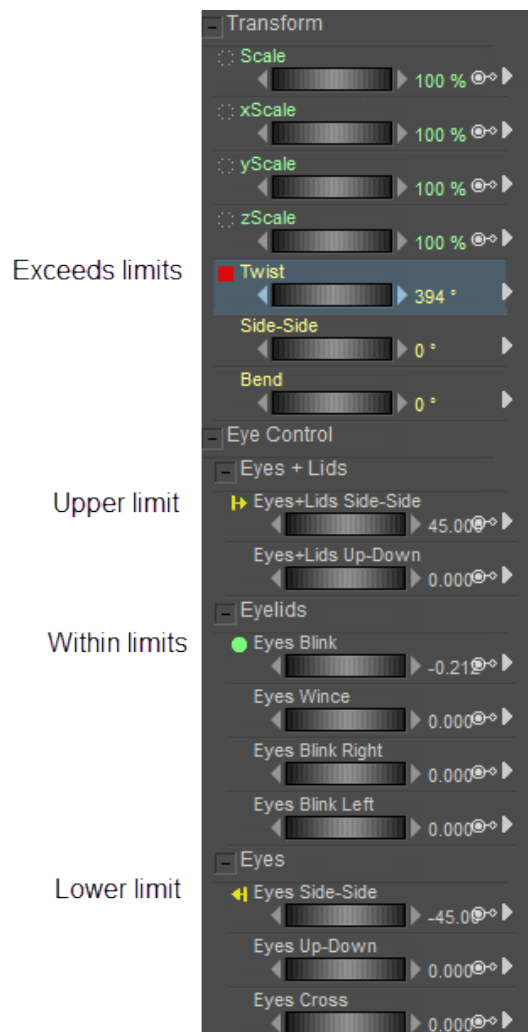 Transform
Scale
100 %
xScale
100 %
yScale
100 %
zScale
100 %
Exceeds limits
Twist
394 °
Side-Side
0 °
Bend
0 °
Eye Control
Eyes + Lids
Upper limit
Eyes+Lids Side-Side
45.000
Eyes+Lids Up-Down
0.000
Eyelids
Within limits
Eyes Blink
-0.212
Eyes Wince
0.000
Eyes Blink Right
0.000
Eyes Blink Left
0.000
Eyes
Lower limit
Eyes Side-Side
-45.00
Eyes Up-Down
0.000
Eyes Cross
0.000